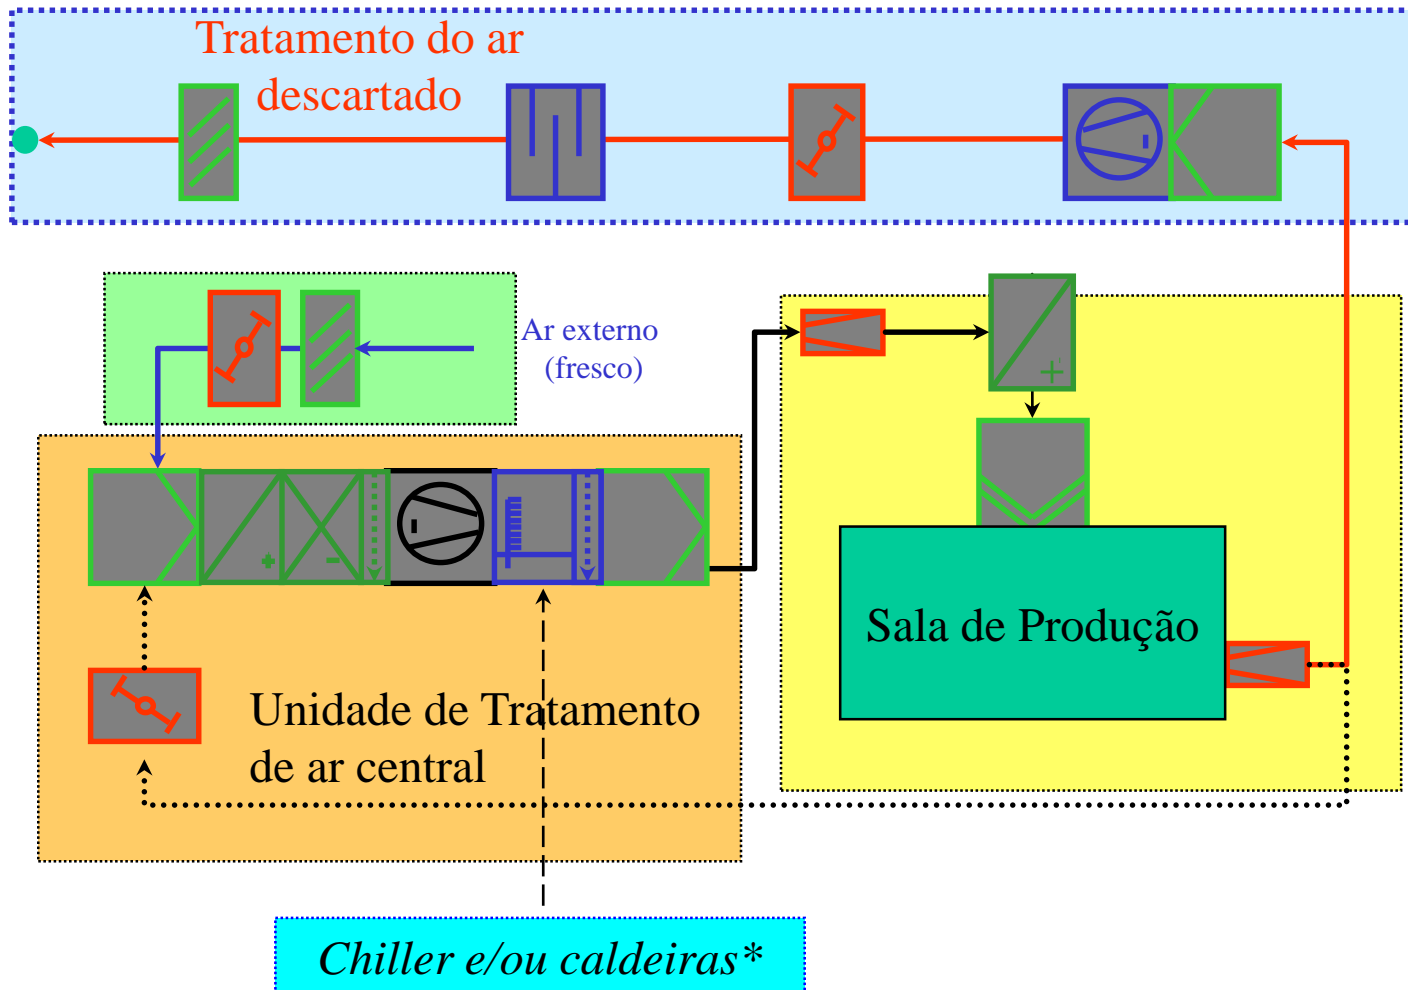 Tratamento do ar
descartado
Ar externo
(fresco)
+
+
-
Sala de Produção
Unidade de Tratamento
de ar central
Chiller e/ou caldeiras*